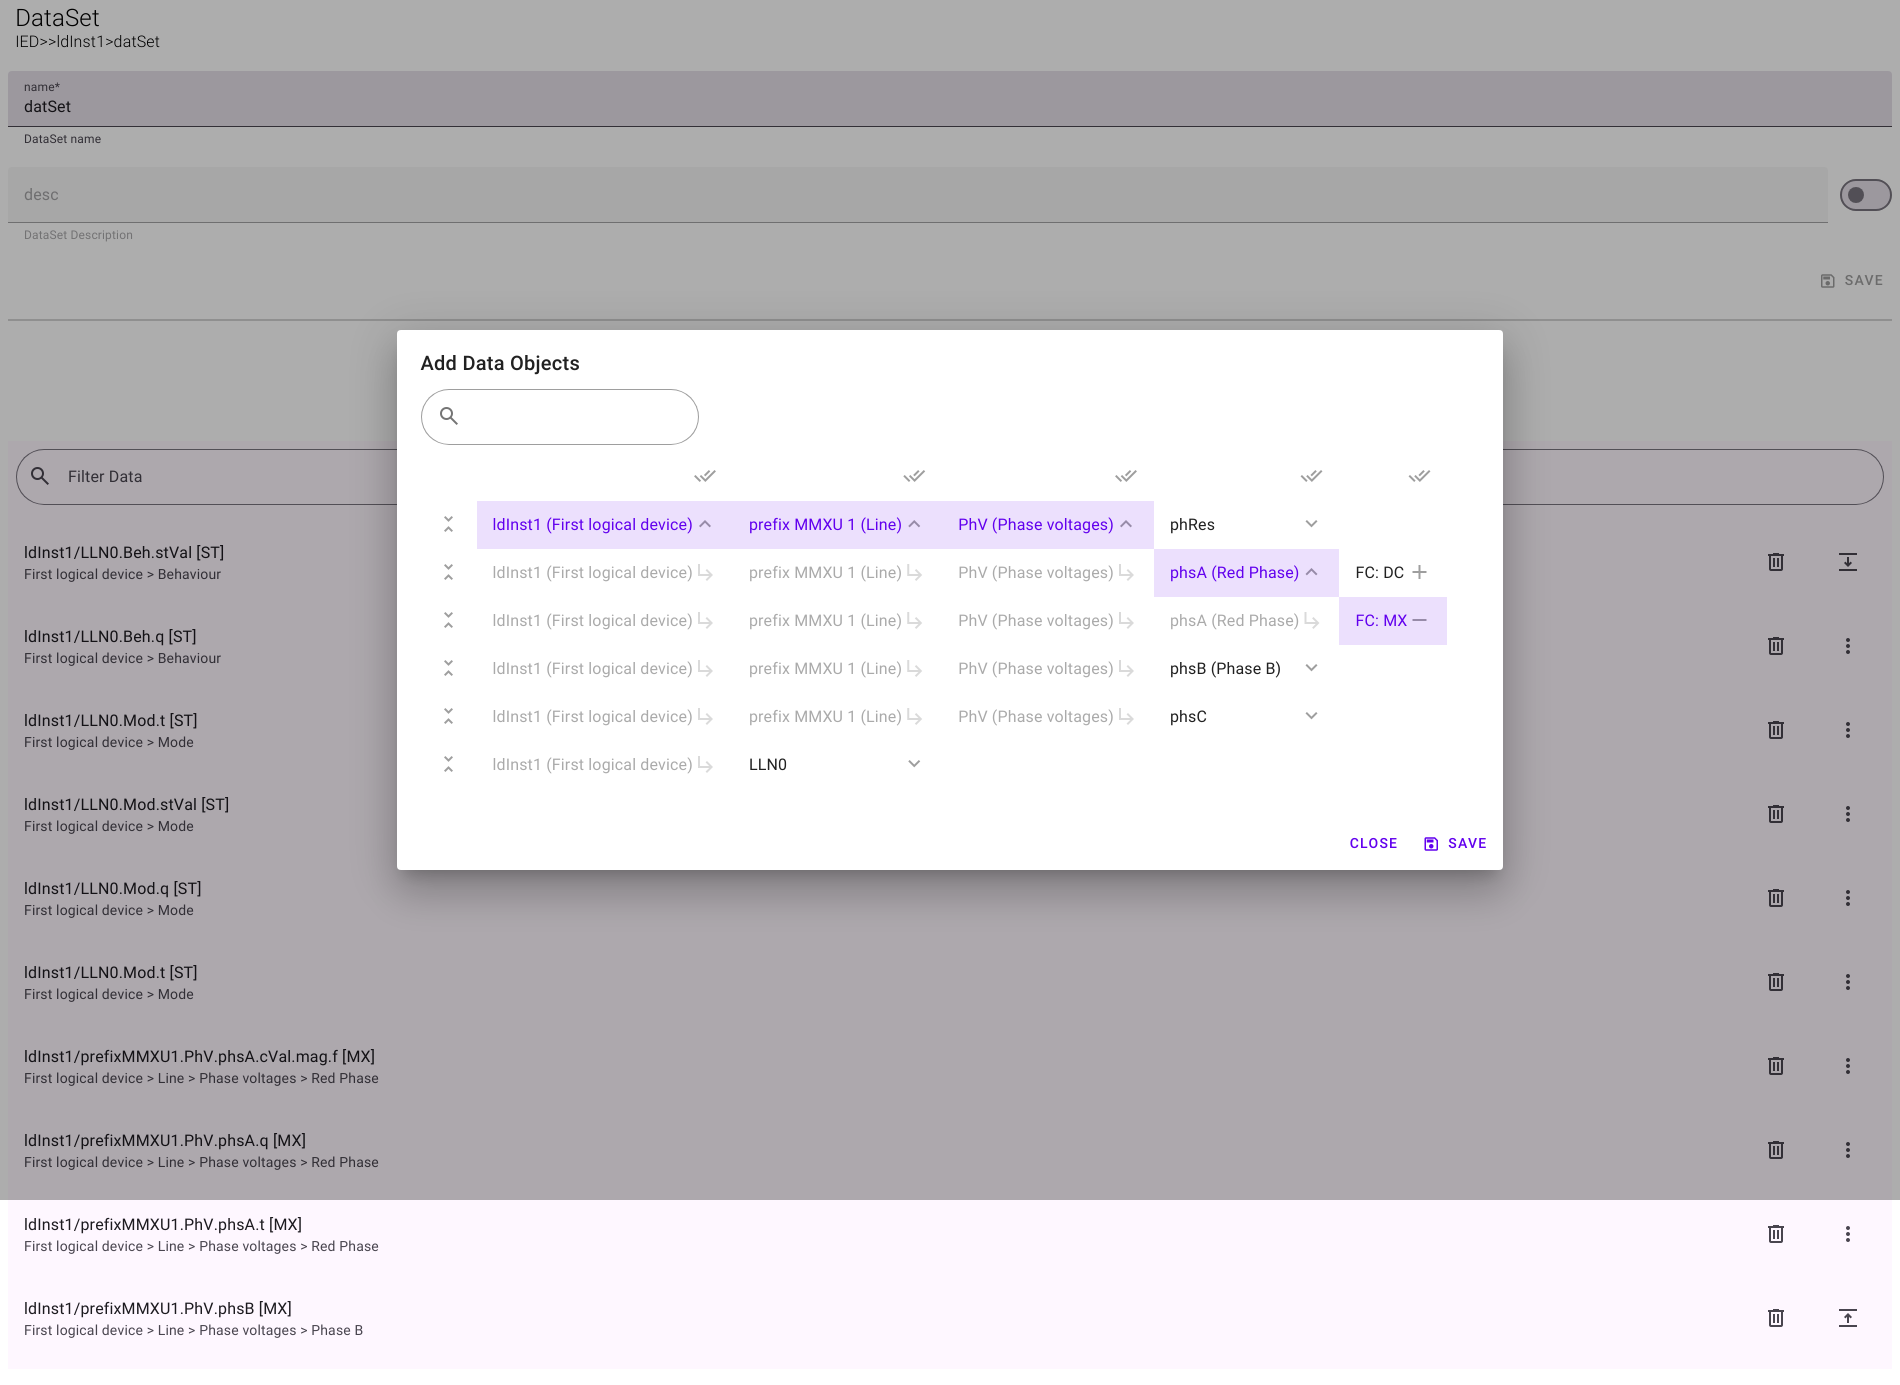 DataSet
IED>>ldInst1>datSet
name*
datSet
DataSet name
desc
DataSet Description
SAVE
Add Data Objects
Filter Data
ldInst1 (First logical device) prefix MMXU 1 (Line) PhV (Phase voltages) phRes
ldInst1 (First logical device) prefix MMXU 1 (Line) PhV (Phase voltages) phsA (Red Phase) FC: DC
ldInst1 (First logical device) prefix MMXU 1 (Line) PhV (Phase voltages) phsA (Red Phase) FC: MX
ldInst1 (First logical device) prefix MMXU 1 (Line) PhV (Phase voltages) phsB (Phase B)
ldInst1 (First logical device) prefix MMXU 1 (Line) PhV (Phase voltages) phsC
ldInst1 (First logical device) LLN0
CLOSE SAVE
ldInst1/LLN0.Beh.stVal [ST]
First logical device > Behaviour
ldInst1/LLN0.Beh.q [ST]
First logical device > Behaviour
ldInst1/LLN0.Mod.t [ST]
First logical device > Mode
ldInst1/LLN0.Mod.stVal [ST]
First logical device > Mode
ldInst1/LLN0.Mod.q [ST]
First logical device > Mode
ldInst1/LLN0.Mod.t [ST]
First logical device > Mode
ldInst1/prefixMMXU1.PhV.phsA.cVal.mag.f [MX]
First logical device > Line > Phase voltages > Red Phase
ldInst1/prefixMMXU1.PhV.phsA.q [MX]
First logical device > Line > Phase voltages > Red Phase
ldInst1/prefixMMXU1.PhV.phsA.t [MX]
First logical device > Line > Phase voltages > Red Phase
ldInst1/prefixMMXU1.PhV.phsB [MX]
First logical device > Line > Phase voltages > Phase B